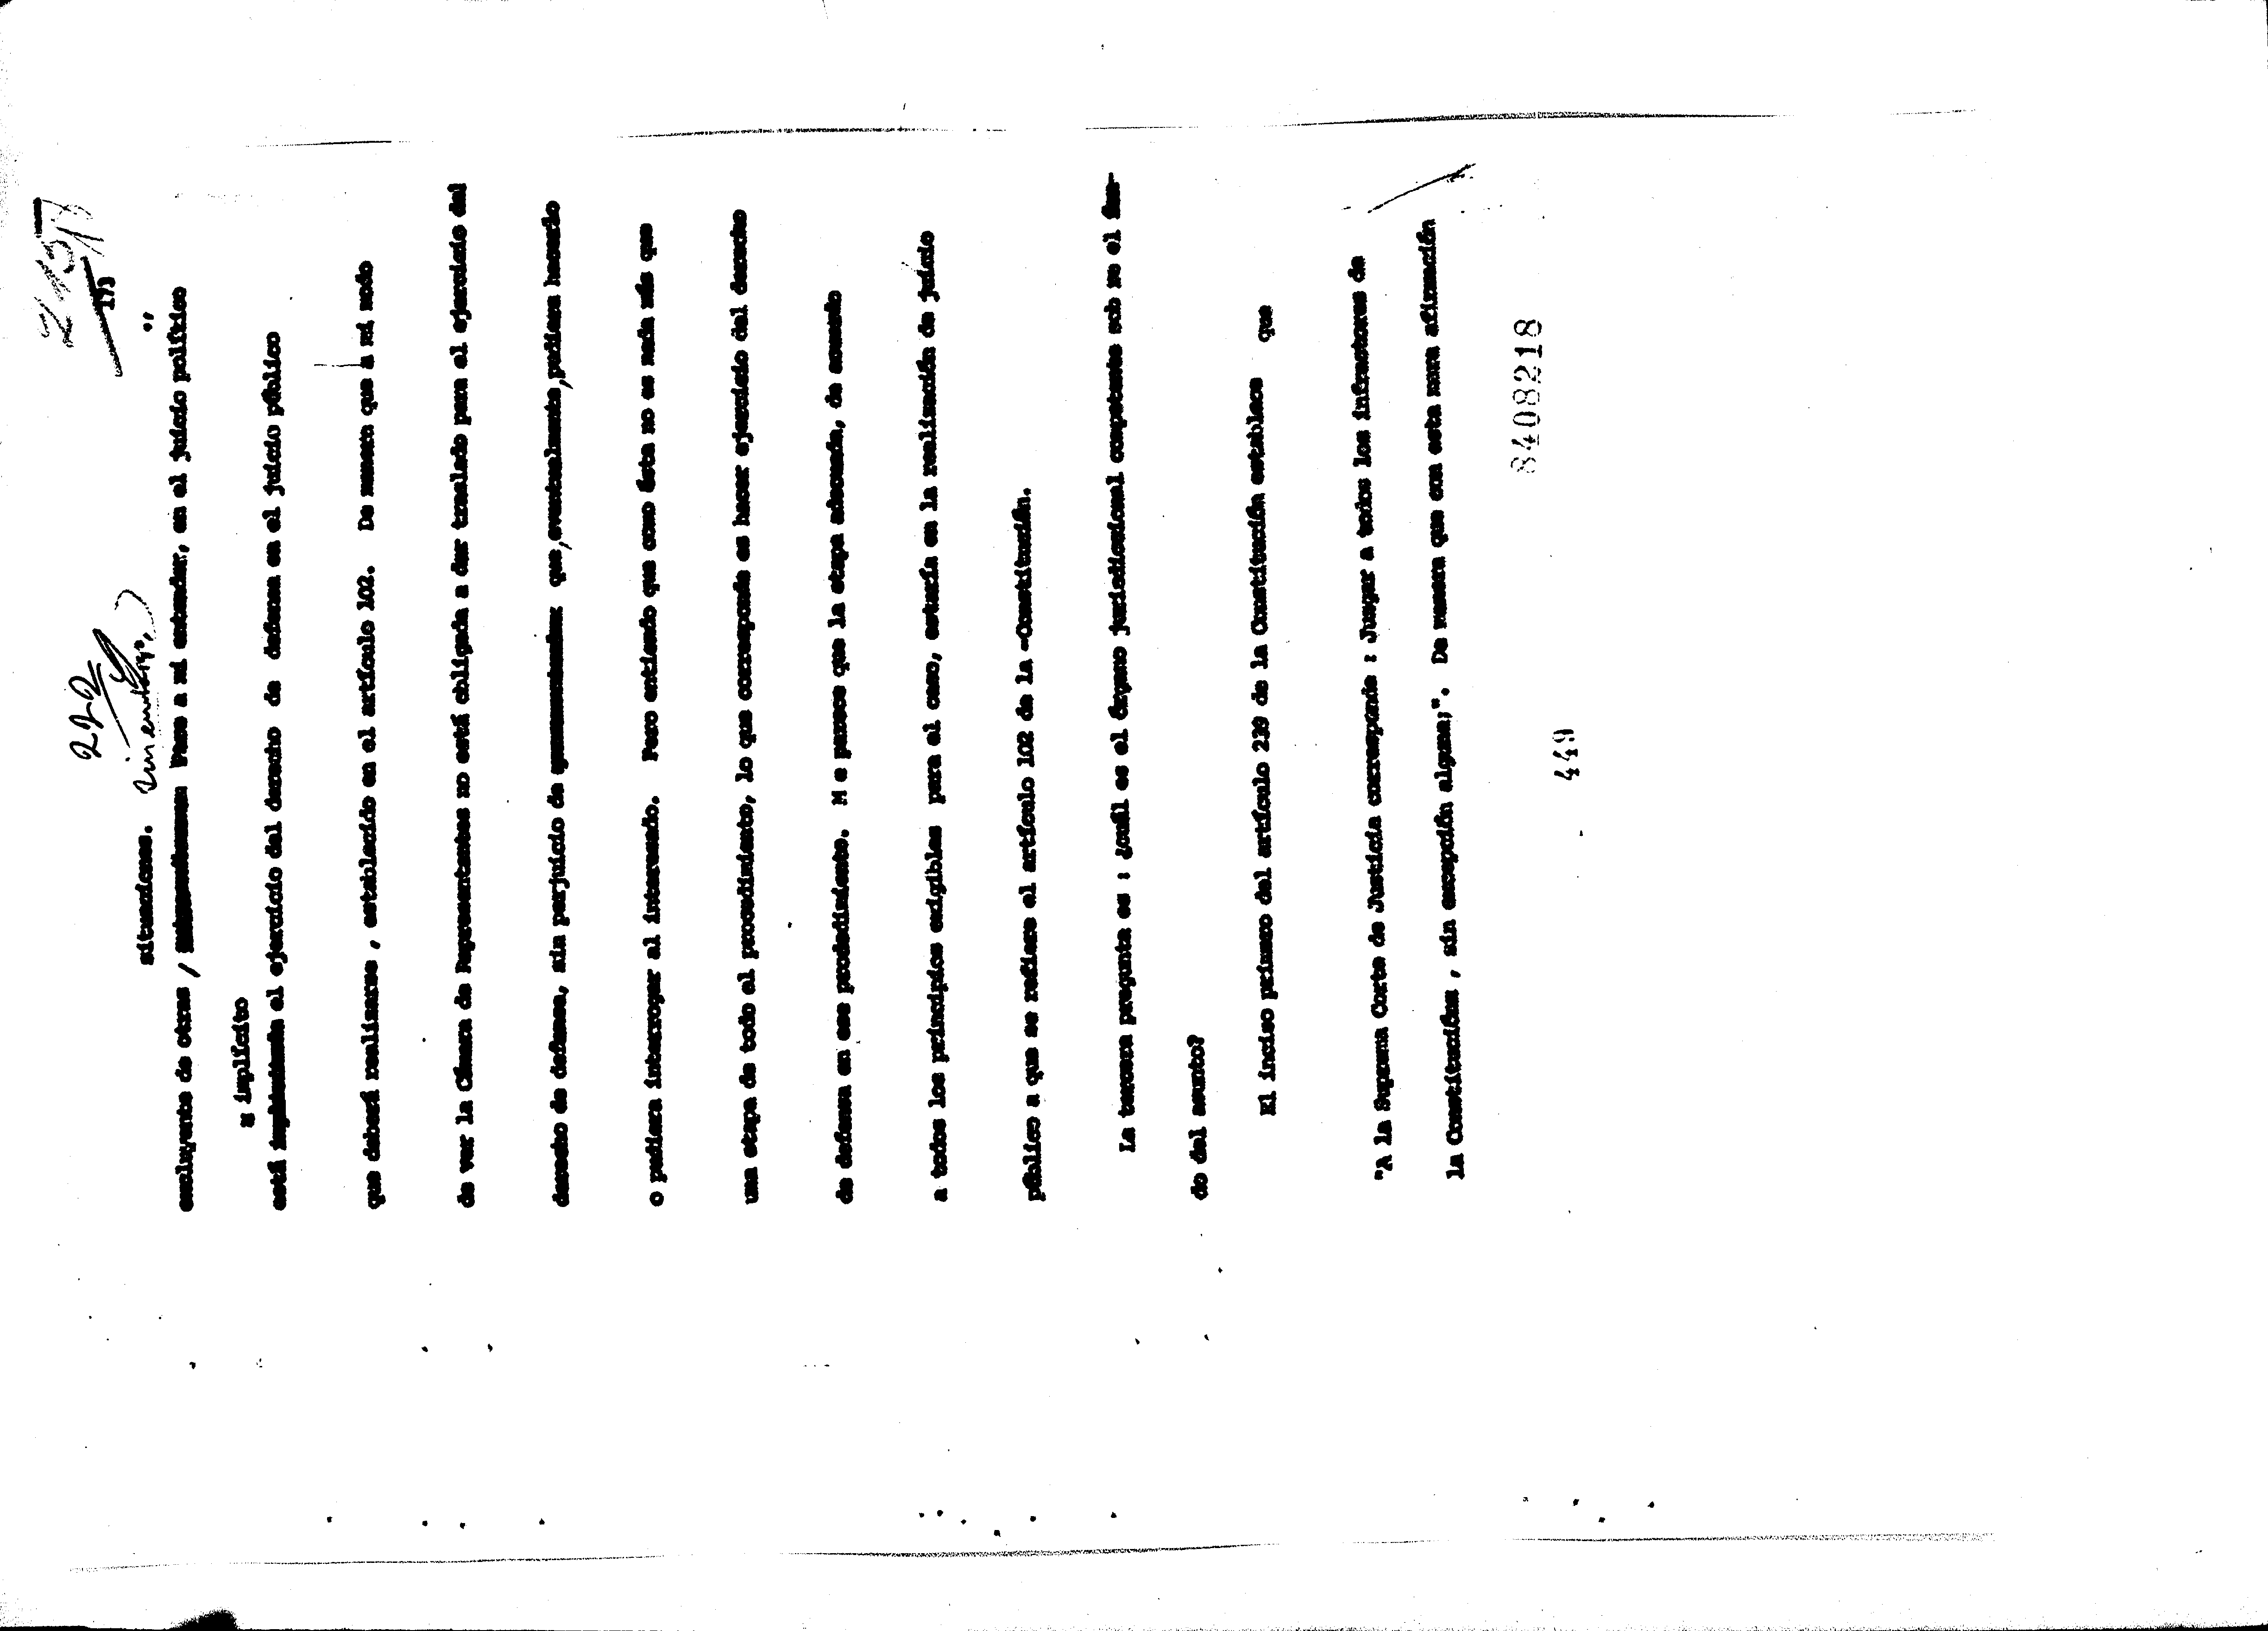 222
173
situaciones. sin embargo, "
excluyente de otras / Pero a mi entender, en el juicio político
x implícito
está el ejercicio del derecho de defensa en el juicio público
que deberá realizarse , establecido en el artículo 102. De manera que a mi modo
de ver la Cámara de Representantes no está obligada a dar traslado para el ejercicio del
derecho de defensa, sin perjuicio de que,eventualmente,pudiera hacerlo
o pudiera interrogar al interesado. Pero entiendo que como ésta no es nada más que
una etapa de todo el procedimiento, lo que corresponde es hacer ejercicio del derecho
de defensa en ese procedimiento. M e parece que la etapa adecuada, de acuerdo
a todos los principios exigibles para el caso, estaría en la realización de juicio
público a que se refiere el artículo 102 de la -Constitución.
La tercera pregunta es : ¿cuál es el órgano jurisdiccional competente sob re el fon-
do del asunto?
El inciso primero del artículo 239 de la Constitución establece que
"A la Suprema Corte de Justicia corresponde : Juzgar a todos los infractores de
la Constitución , sin excepción alguna;". De manera que con esta mera afirmación
84082218
449